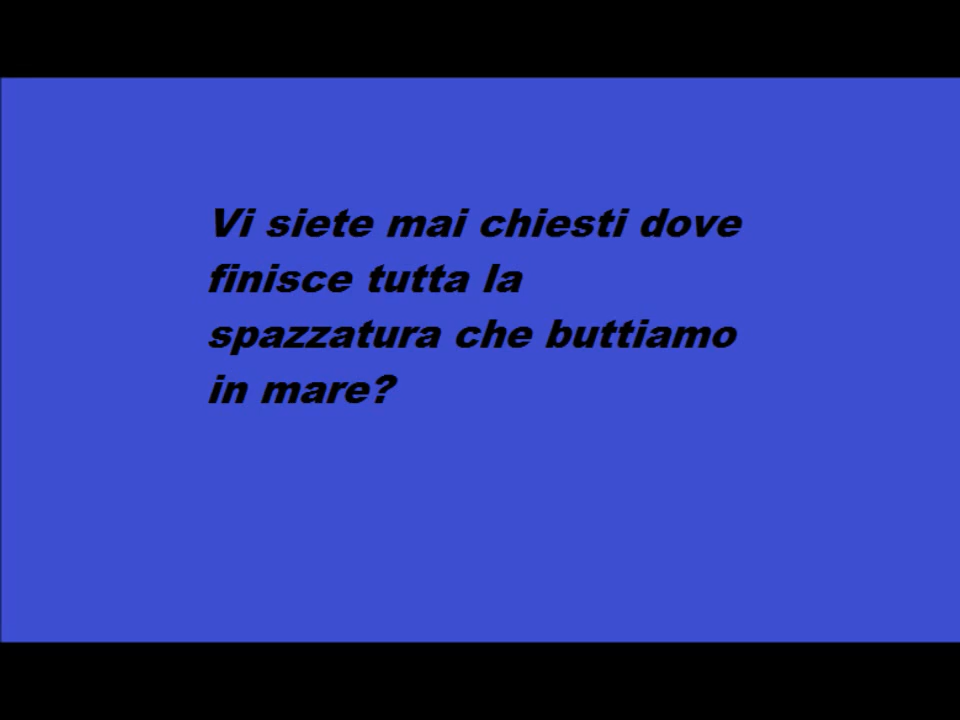 Vi siete mai chiesti dove
finisce tutta la
spazzatura che buttiamo
in mare?